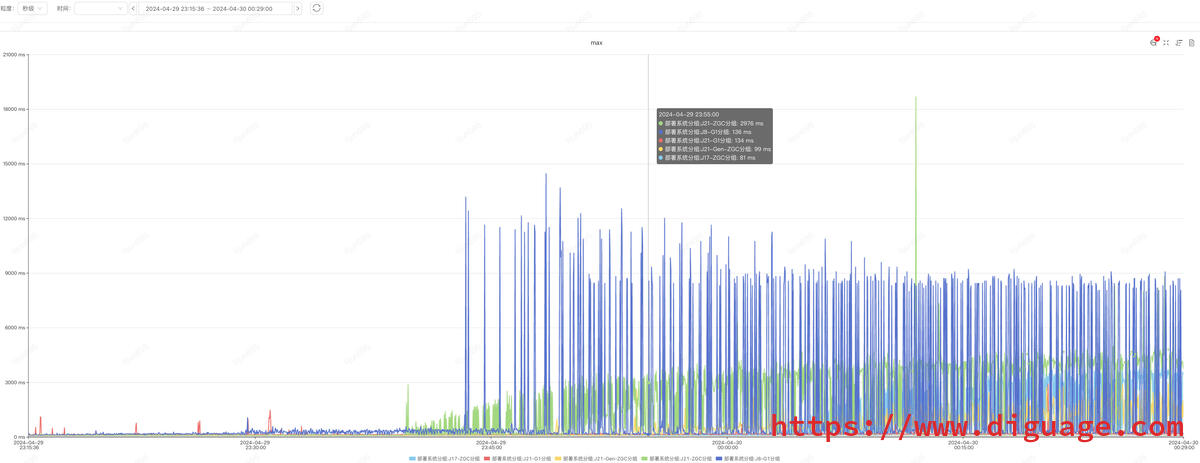 粒度: 秒级 时间: 2024-04-29 23:15:36 ~ 2024-04-30 00:29:00
max
21000 ms
18000 ms
15000 ms
12000 ms
9000 ms
6000 ms
3000 ms
0 ms
2024-04-29 23:55:00
部署系统分组:J21-ZGC分组: 2976 ms
部署系统分组:J8-G1分组: 136 ms
部署系统分组:J21-G1分组: 134 ms
部署系统分组:J21-Gen-ZGC分组: 99 ms
部署系统分组:J17-ZGC分组: 81 ms
https://www.diguage.com
2024-04-29 2024-04-29 2024-04-29 2024-04-30 2024-04-30 2024-04-30
23:15:36 23:30:00 23:45:00 00:00:00 00:15:00 00:29:00
部署系统分组:J17-ZGC分组 部署系统分组:J21-G1分组 部署系统分组:J21-Gen-ZGC分组 部署系统分组:J21-ZGC分组 部署系统分组:J8-G1分组